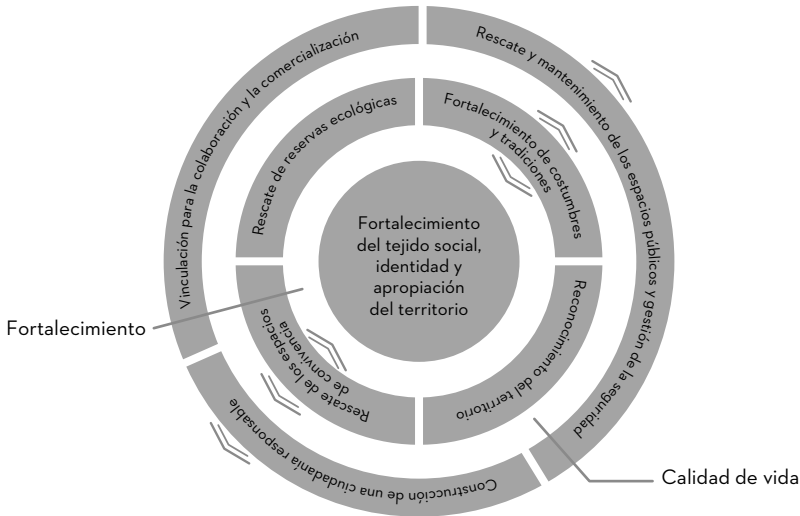 Vinculación para la colaboración y la comercialización
Rescate y mantenimiento de los espacios públicos y gestión de la seguridad
Rescate de reservas ecológicas
Fortalecimiento de costumbres
y tradiciones
Fortalecimiento
del tejido social,
identidad y
apropiación
del territorio
Fortalecimiento
Rescate de los espacios
de convivencia
Reconocimiento del territorio
Construcción de una ciudadanía responsable
Calidad de vida